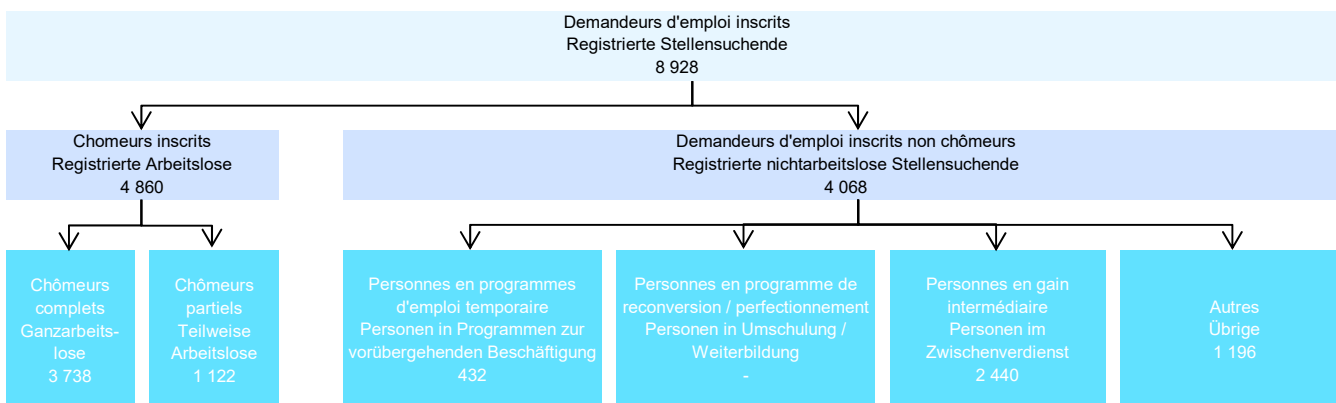 Demandeurs d'emploi inscrits
Registrierte Stellensuchende
8 928
Chomeurs inscrits
Registrierte Arbeitslose
4 860
Demandeurs d'emploi inscrits non chômeurs
Registrierte nichtarbeitslose Stellensuchende
4 068
Chômeurs
complets
Ganzarbeits-
lose
3 738
Chômeurs
partiels
Teilweise
Arbeitslose
1 122
Personnes en programmes
d'emploi temporaire
Personen in Programmen zur
vorübergehenden Beschäftigung
432
Personnes en programme de
reconversion / perfectionnement
Personen in Umschulung /
Weiterbildung
-
Personnes en gain
intermédiaire
Personen im
Zwischenverdienst
2 440
Autres
Übrige
1 196